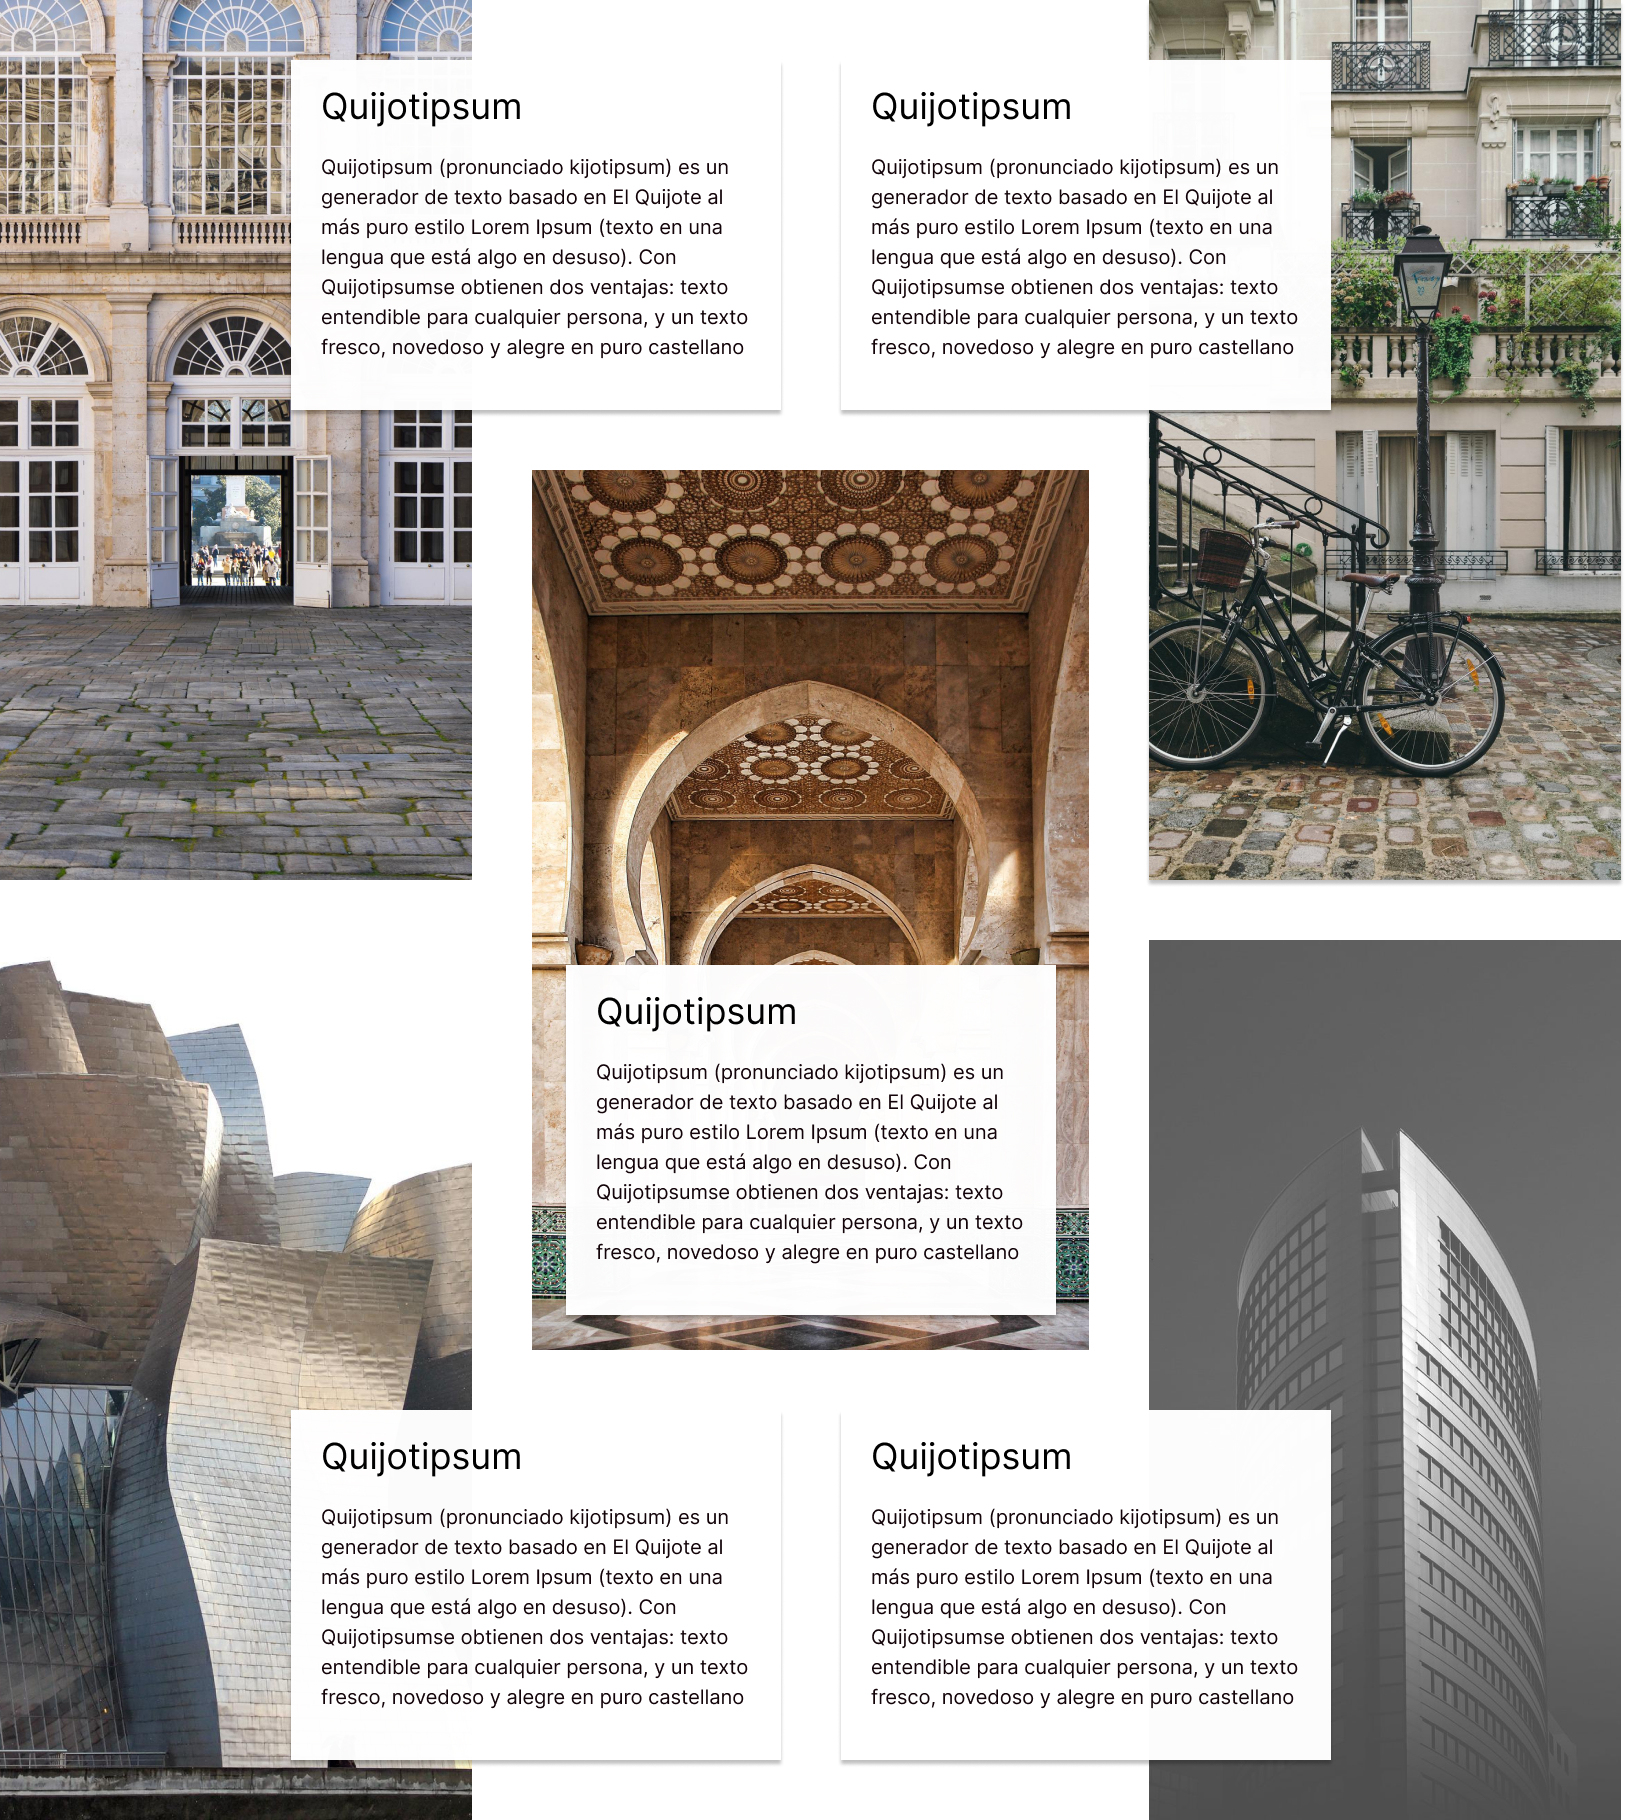 Quijotipsum
Quijotipsum (pronunciado kijotipsum) es un
generador de texto basado en El Quijote al
más puro estilo Lorem Ipsum (texto en una
lengua que está algo en desuso). Con
Quijotipsumse obtienen dos ventajas: texto
entendible para cualquier persona, y un texto
fresco, novedoso y alegre en puro castellano
Quijotipsum
Quijotipsum (pronunciado kijotipsum) es un
generador de texto basado en El Quijote al
más puro estilo Lorem Ipsum (texto en una
lengua que está algo en desuso). Con
Quijotipsumse obtienen dos ventajas: texto
entendible para cualquier persona, y un texto
fresco, novedoso y alegre en puro castellano
Quijotipsum
Quijotipsum (pronunciado kijotipsum) es un
generador de texto basado en El Quijote al
más puro estilo Lorem Ipsum (texto en una
lengua que está algo en desuso). Con
Quijotipsumse obtienen dos ventajas: texto
entendible para cualquier persona, y un texto
fresco, novedoso y alegre en puro castellano
Quijotipsum
Quijotipsum (pronunciado kijotipsum) es un
generador de texto basado en El Quijote al
más puro estilo Lorem Ipsum (texto en una
lengua que está algo en desuso). Con
Quijotipsumse obtienen dos ventajas: texto
entendible para cualquier persona, y un texto
fresco, novedoso y alegre en puro castellano
Quijotipsum
Quijotipsum (pronunciado kijotipsum) es un
generador de texto basado en El Quijote al
más puro estilo Lorem Ipsum (texto en una
lengua que está algo en desuso). Con
Quijotipsumse obtienen dos ventajas: texto
entendible para cualquier persona, y un texto
fresco, novedoso y alegre en puro castellano